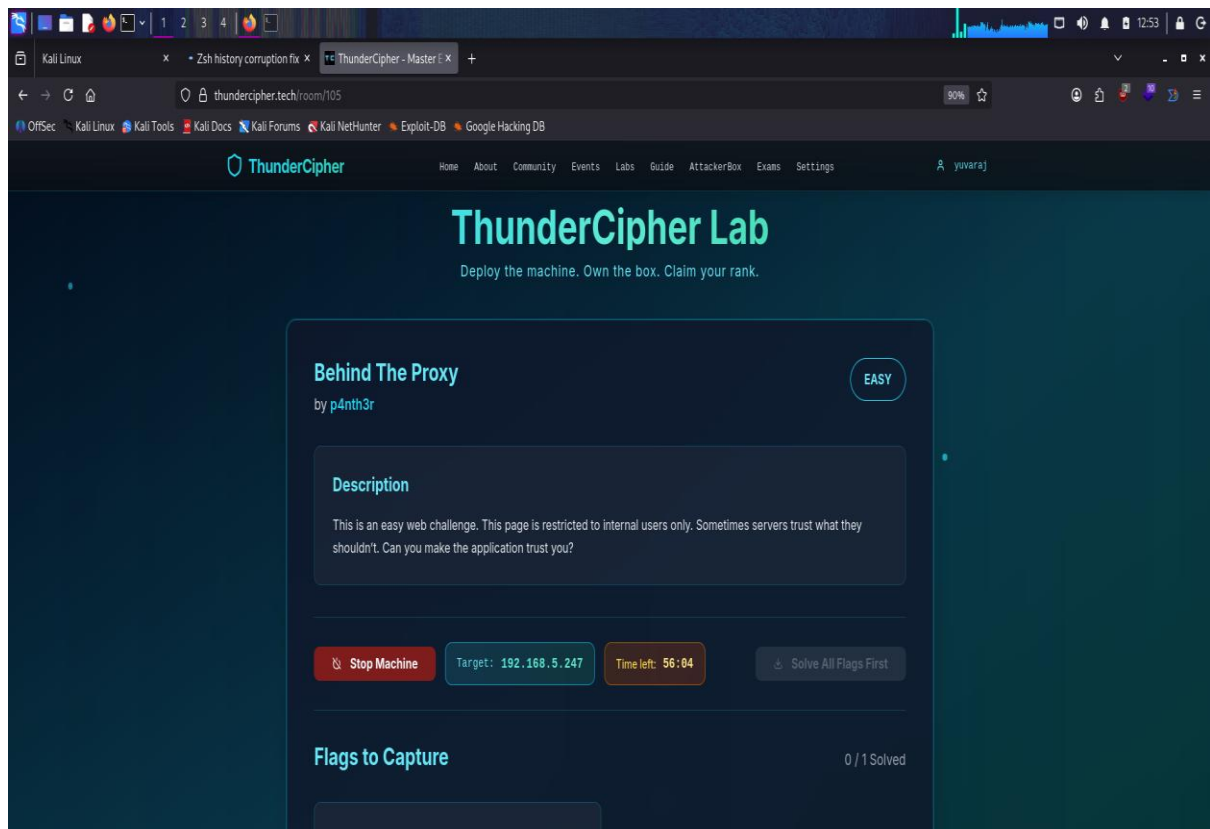 1 2 3 4
12:53
Kali Linux
Zsh history corruption fix
ThunderCipher - Master E
thundercipher.tech/room/105
90%
OffSec Kali Linux Kali Tools Kali Docs Kali Forums Kali NetHunter Exploit-DB Google Hacking DB
ThunderCipher
Home About Community Events Labs Guide AttackerBox Exams Settings
yuvaraj
ThunderCipher Lab
Deploy the machine. Own the box. Claim your rank.
Behind The Proxy
EASY
by p4nth3r
Description
This is an easy web challenge. This page is restricted to internal users only. Sometimes servers trust what they
shouldn't. Can you make the application trust you?
Stop Machine
Target: 192.168.5.247
Time left: 56:04
Solve All Flags First
Flags to Capture
0 / 1 Solved